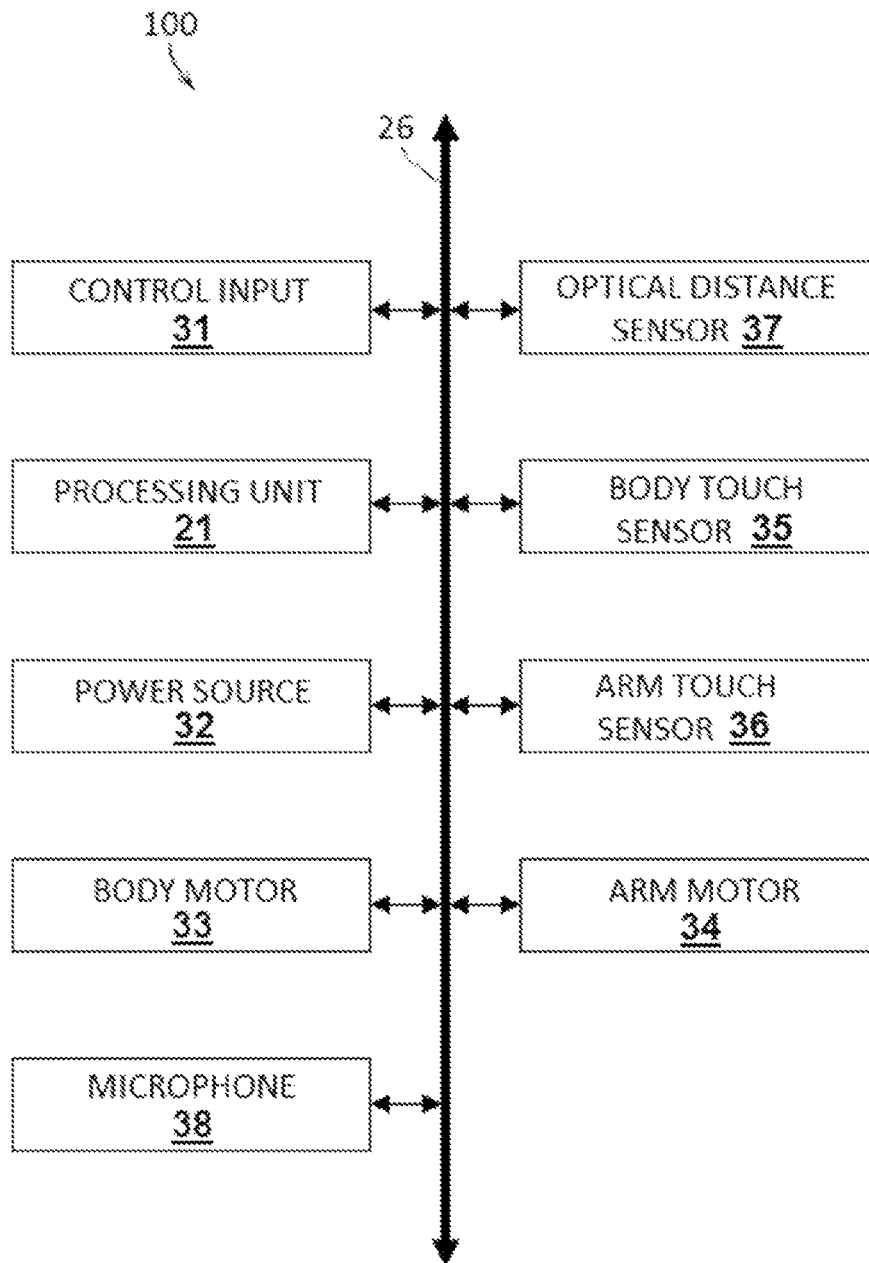 100
26
CONTROL INPUT
31
OPTICAL DISTANCE
SENSOR 37
PROCESSING UNIT
21
BODY TOUCH
SENSOR 35
POWER SOURCE
32
ARM TOUCH
SENSOR 36
BODY MOTOR
33
ARM MOTOR
34
MICROPHONE
38